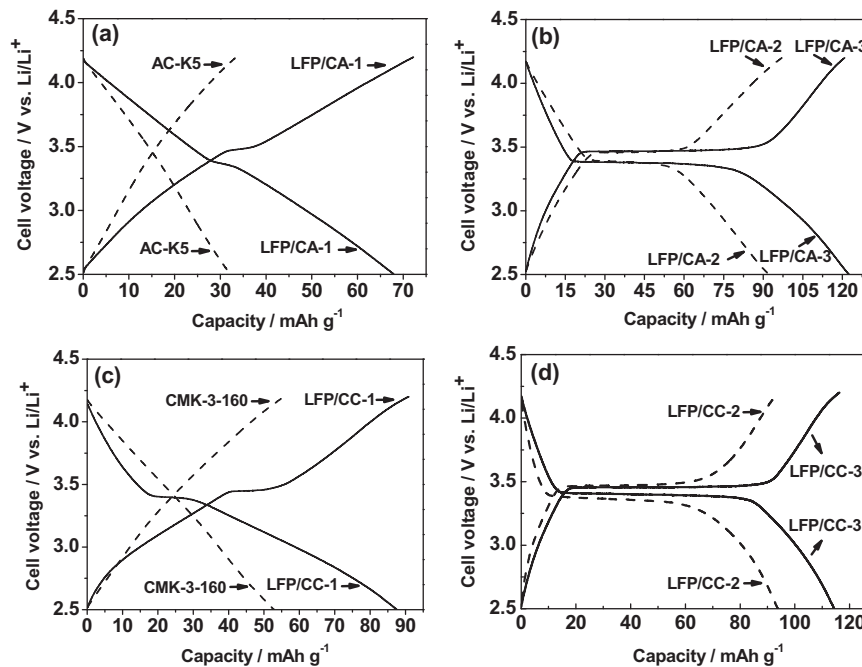 (a)
4.5
4.0
3.5
3.0
2.5
Cell voltage / V vs. Li/Li⁺
AC-K5
LFP/CA-1
AC-K5
LFP/CA-1
0 10 20 30 40 50 60 70
Capacity / mAh g⁻¹
(b)
4.5
4.0
3.5
3.0
2.5
Cell voltage / V vs. Li/Li⁺
LFP/CA-2
LFP/CA-3
LFP/CA-2
LFP/CA-3
0 15 30 45 60 75 90 105 120
Capacity / mAh g⁻¹
(c)
4.5
4.0
3.5
3.0
2.5
Cell voltage / V vs. Li/Li⁺
CMK-3-160
LFP/CC-1
CMK-3-160
LFP/CC-1
0 10 20 30 40 50 60 70 80 90
Capacity / mAh g⁻¹
(d)
4.5
4.0
3.5
3.0
2.5
Cell voltage / V vs. Li/Li⁺
LFP/CC-2
LFP/CC-3
LFP/CC-3
LFP/CC-2
0 20 40 60 80 100 120
Capacity / mAh g⁻¹